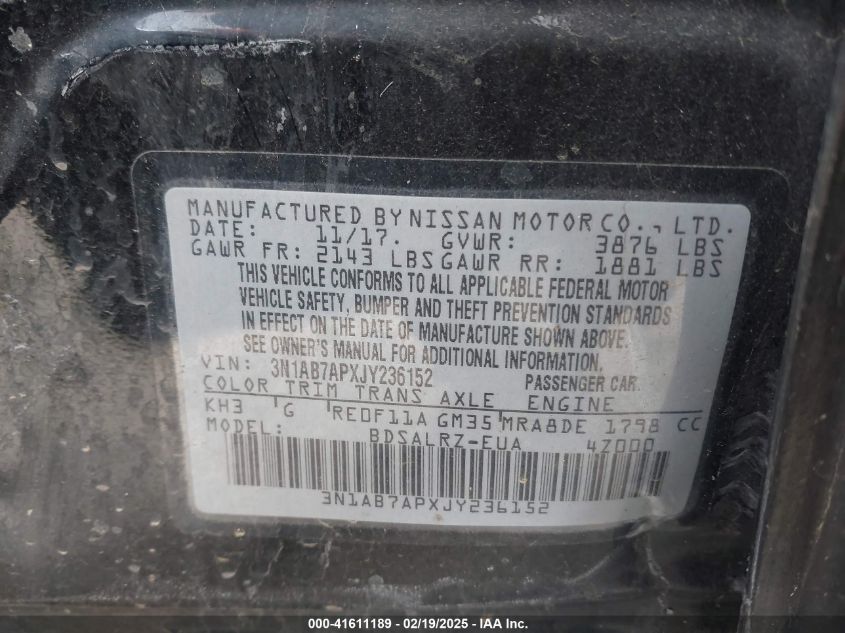 MANUFACTURED BY NISSAN MOTOR CO., LTD.
DATE: 11/17. GVWR: 3876 LBS
GAWR FR: 2143 LBS GAWR RR: 1881 LBS
THIS VEHICLE CONFORMS TO ALL APPLICABLE FEDERAL MOTOR
VEHICLE SAFETY, BUMPER AND THEFT PREVENTION STANDARDS
IN EFFECT ON THE DATE OF MANUFACTURE SHOWN ABOVE.
SEE OWNER'S MANUAL FOR ADDITIONAL INFORMATION.
VIN: 3N1AB7APXJY236152 PASSENGER CAR
COLOR TRIM TRANS AXLE ENGINE
KH3 G RE0F11A GM35 MRA8DE 1798 CC
MODEL: BDSALRZ-EUA 4Z000
3N1AB7APXJY236152
000-41611189 - 02/19/2025 - IAA Inc.